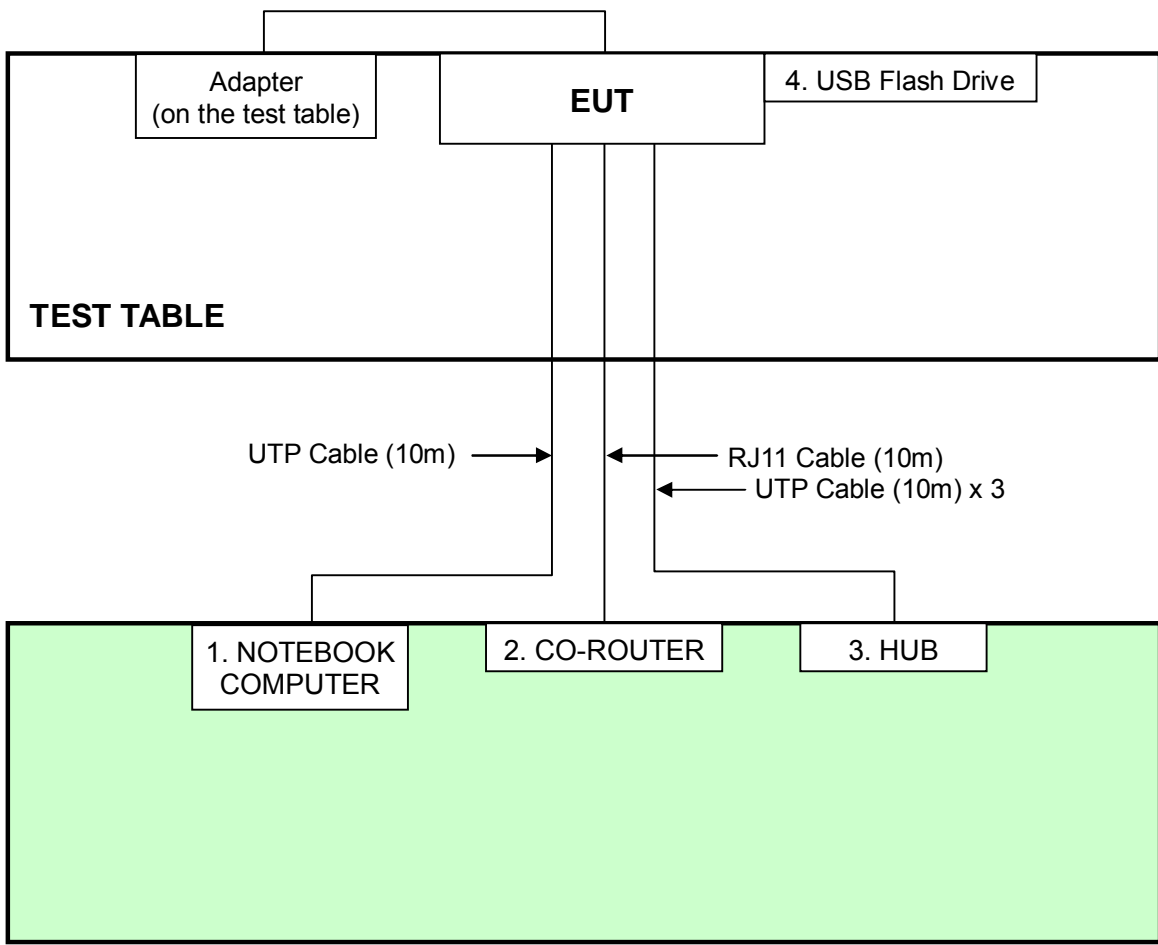 Adapter
(on the test table)
EUT
4. USB Flash Drive
TEST TABLE
UTP Cable (10m)
RJ11 Cable (10m)
UTP Cable (10m) x 3
1. NOTEBOOK
COMPUTER
2. CO-ROUTER
3. HUB